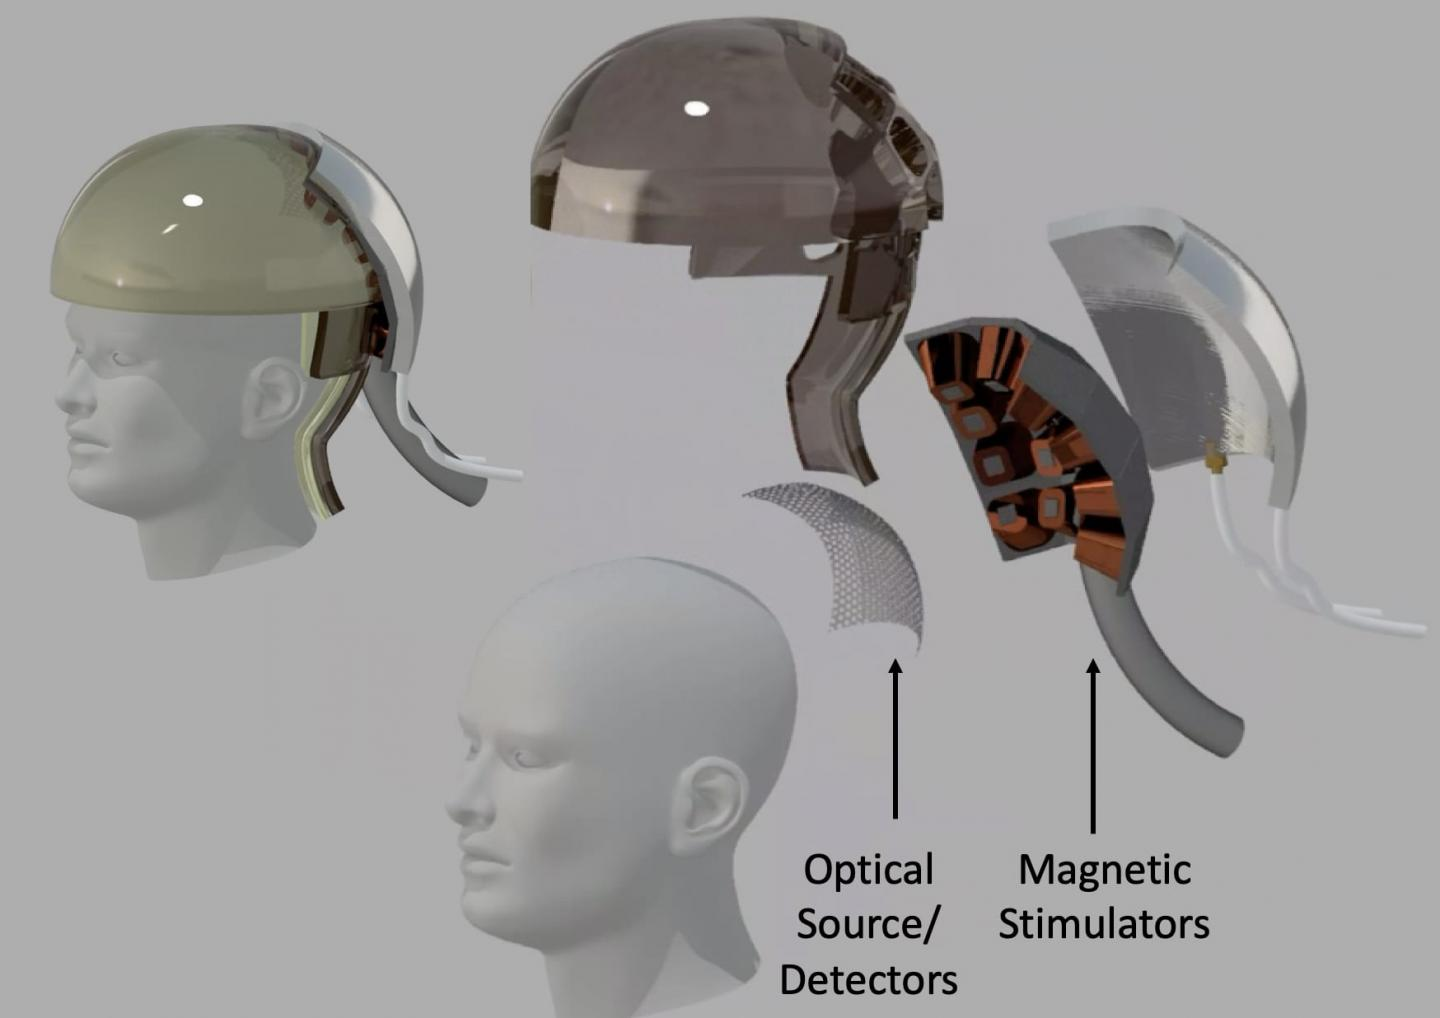 Optical
Source/
Detectors
Magnetic
Stimulators